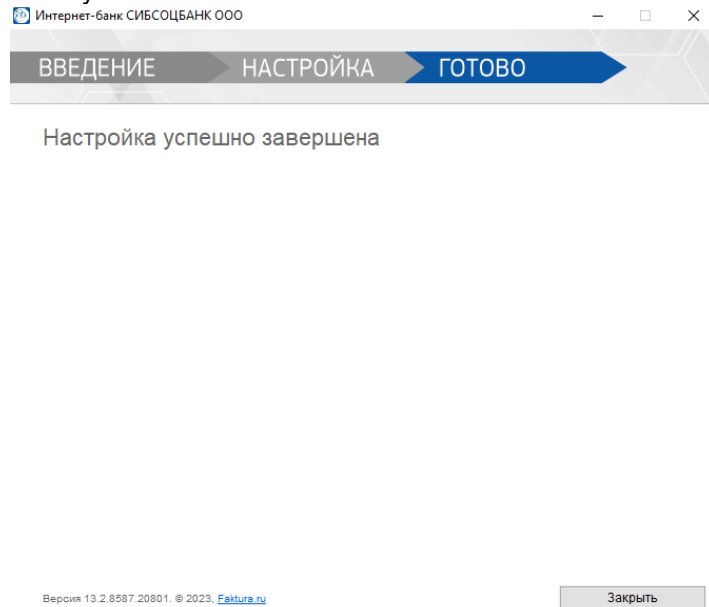 Интернет-банк СИБСОЦБАНК ООО
ВВЕДЕНИЕ НАСТРОЙКА ГОТОВО
Настройка успешно завершена
Версия 13.2.8587.20801. © 2023, Faktura.ru
Закрыть